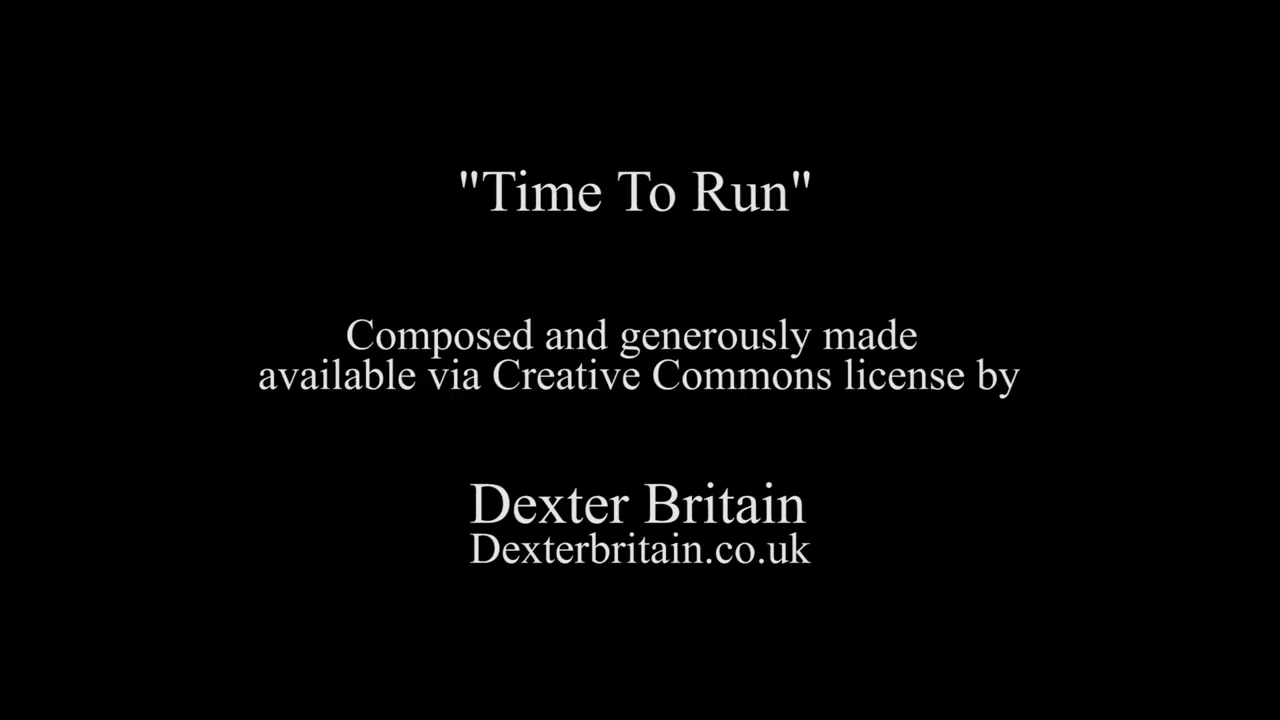 "Time To Run"
Composed and generously made
available via Creative Commons license by
Dexter Britain
Dexterbritain.co.uk